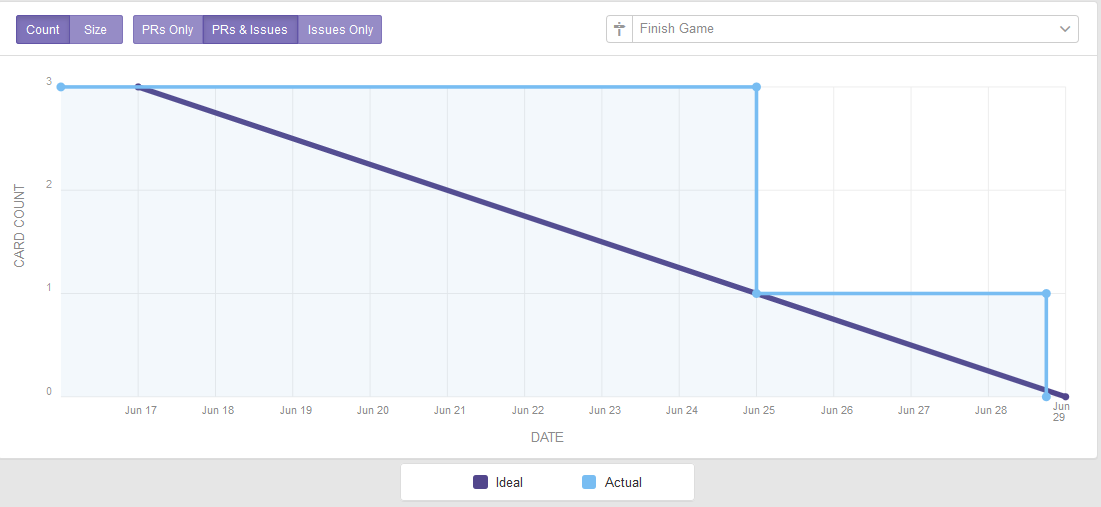 Count Size PRs Only PRs & Issues Issues Only Finish Game
3
2
1
0
CARD COUNT
Jun 17 Jun 18 Jun 19 Jun 20 Jun 21 Jun 22 Jun 23 Jun 24 Jun 25 Jun 26 Jun 27 Jun 28 Jun
29
DATE
Ideal Actual